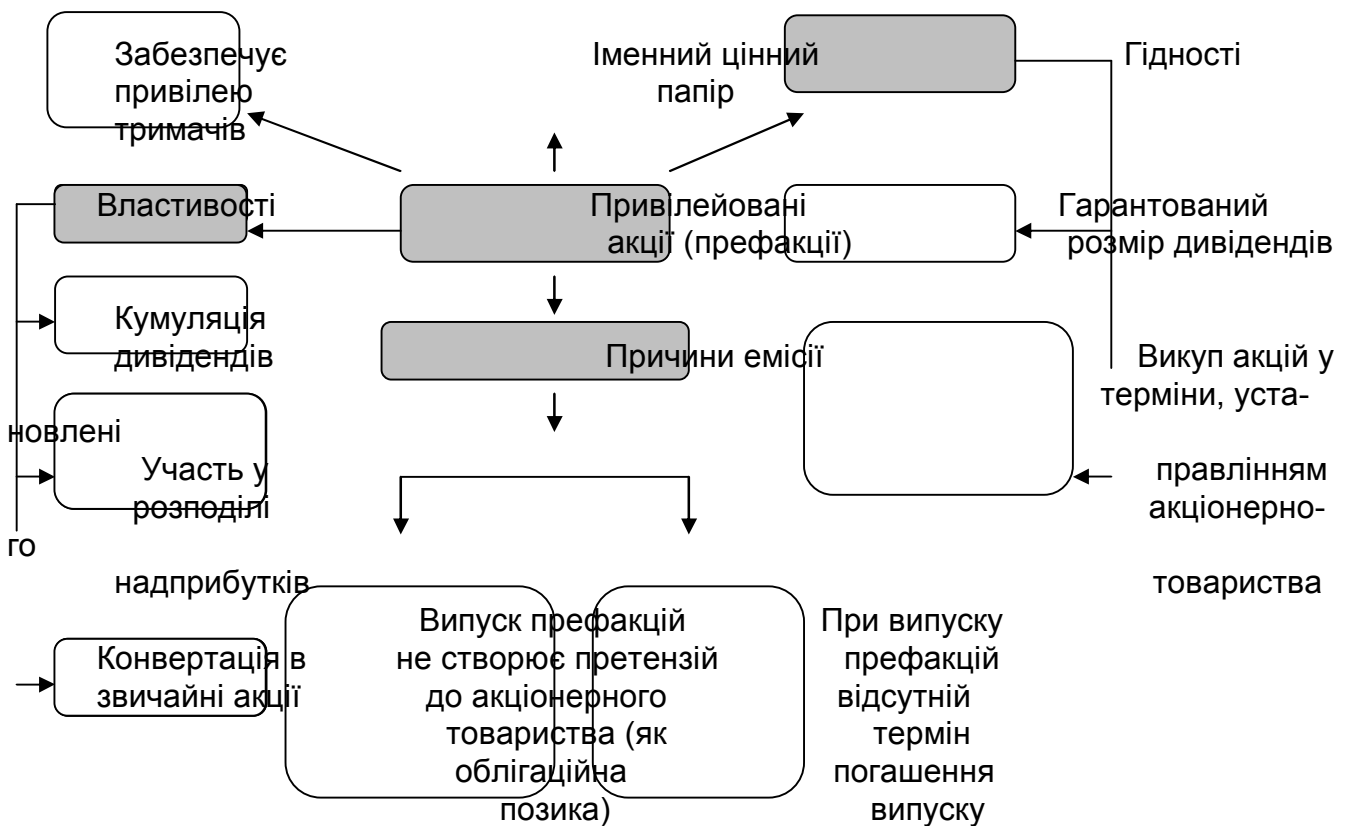 Забезпечує
привілею
тримачів
Іменний цінний
папір
Гідності
Властивості
Привілейовані
акції (префакції)
Гарантований
розмір дивідендів
Кумуляція
дивідендів
Причини емісії
Викуп акцій у
терміни, уста-
новлені
правлінням
акціонерно-
го
товариства
Участь у
розподілі
надприбутків
Конвертація в
звичайні акції
Випуск префакцій
не створює претензій
до акціонерного
товариства (як
облігаційна
позика)
При випуску
префакцій
відсутній
термін
погашення
випуску